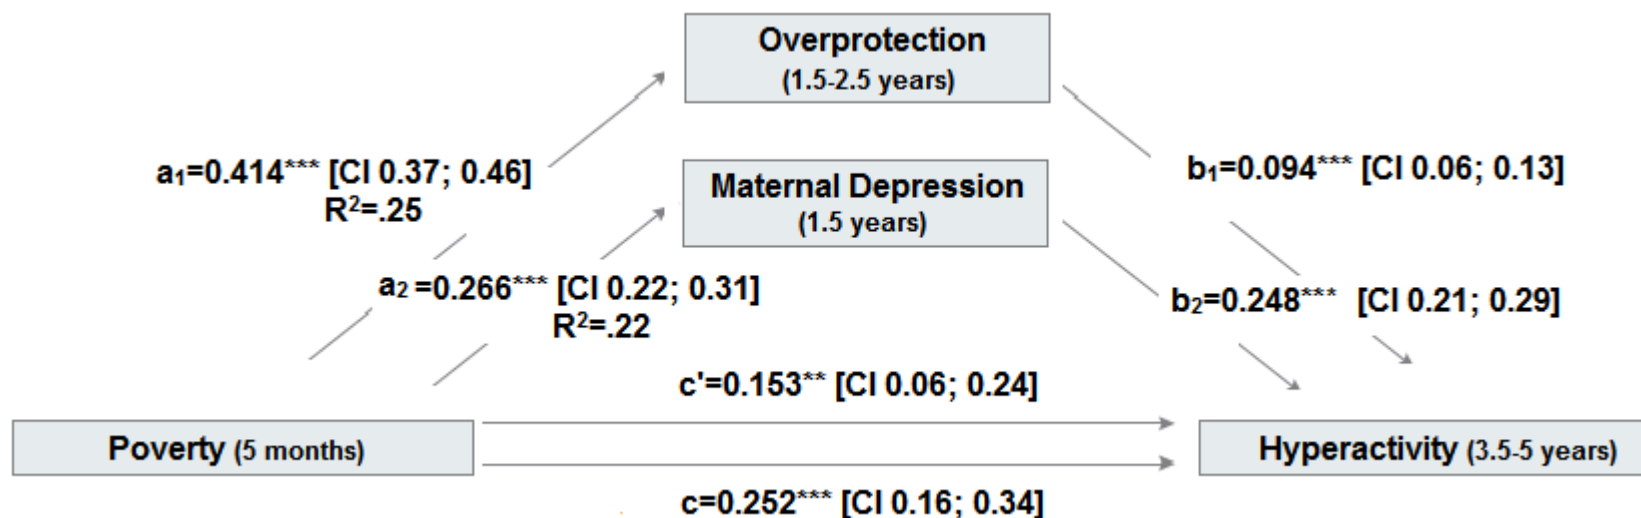 Overprotection
(1.5-2.5 years)
a₁=0.414*** [CI 0.37; 0.46]
R²=.25
b₁=0.094*** [CI 0.06; 0.13]
Maternal Depression
(1.5 years)
a₂=0.266*** [CI 0.22; 0.31]
R²=.22
b₂=0.248*** [CI 0.21; 0.29]
c'=0.153** [CI 0.06; 0.24]
Poverty (5 months)
Hyperactivity (3.5-5 years)
c=0.252*** [CI 0.16; 0.34]